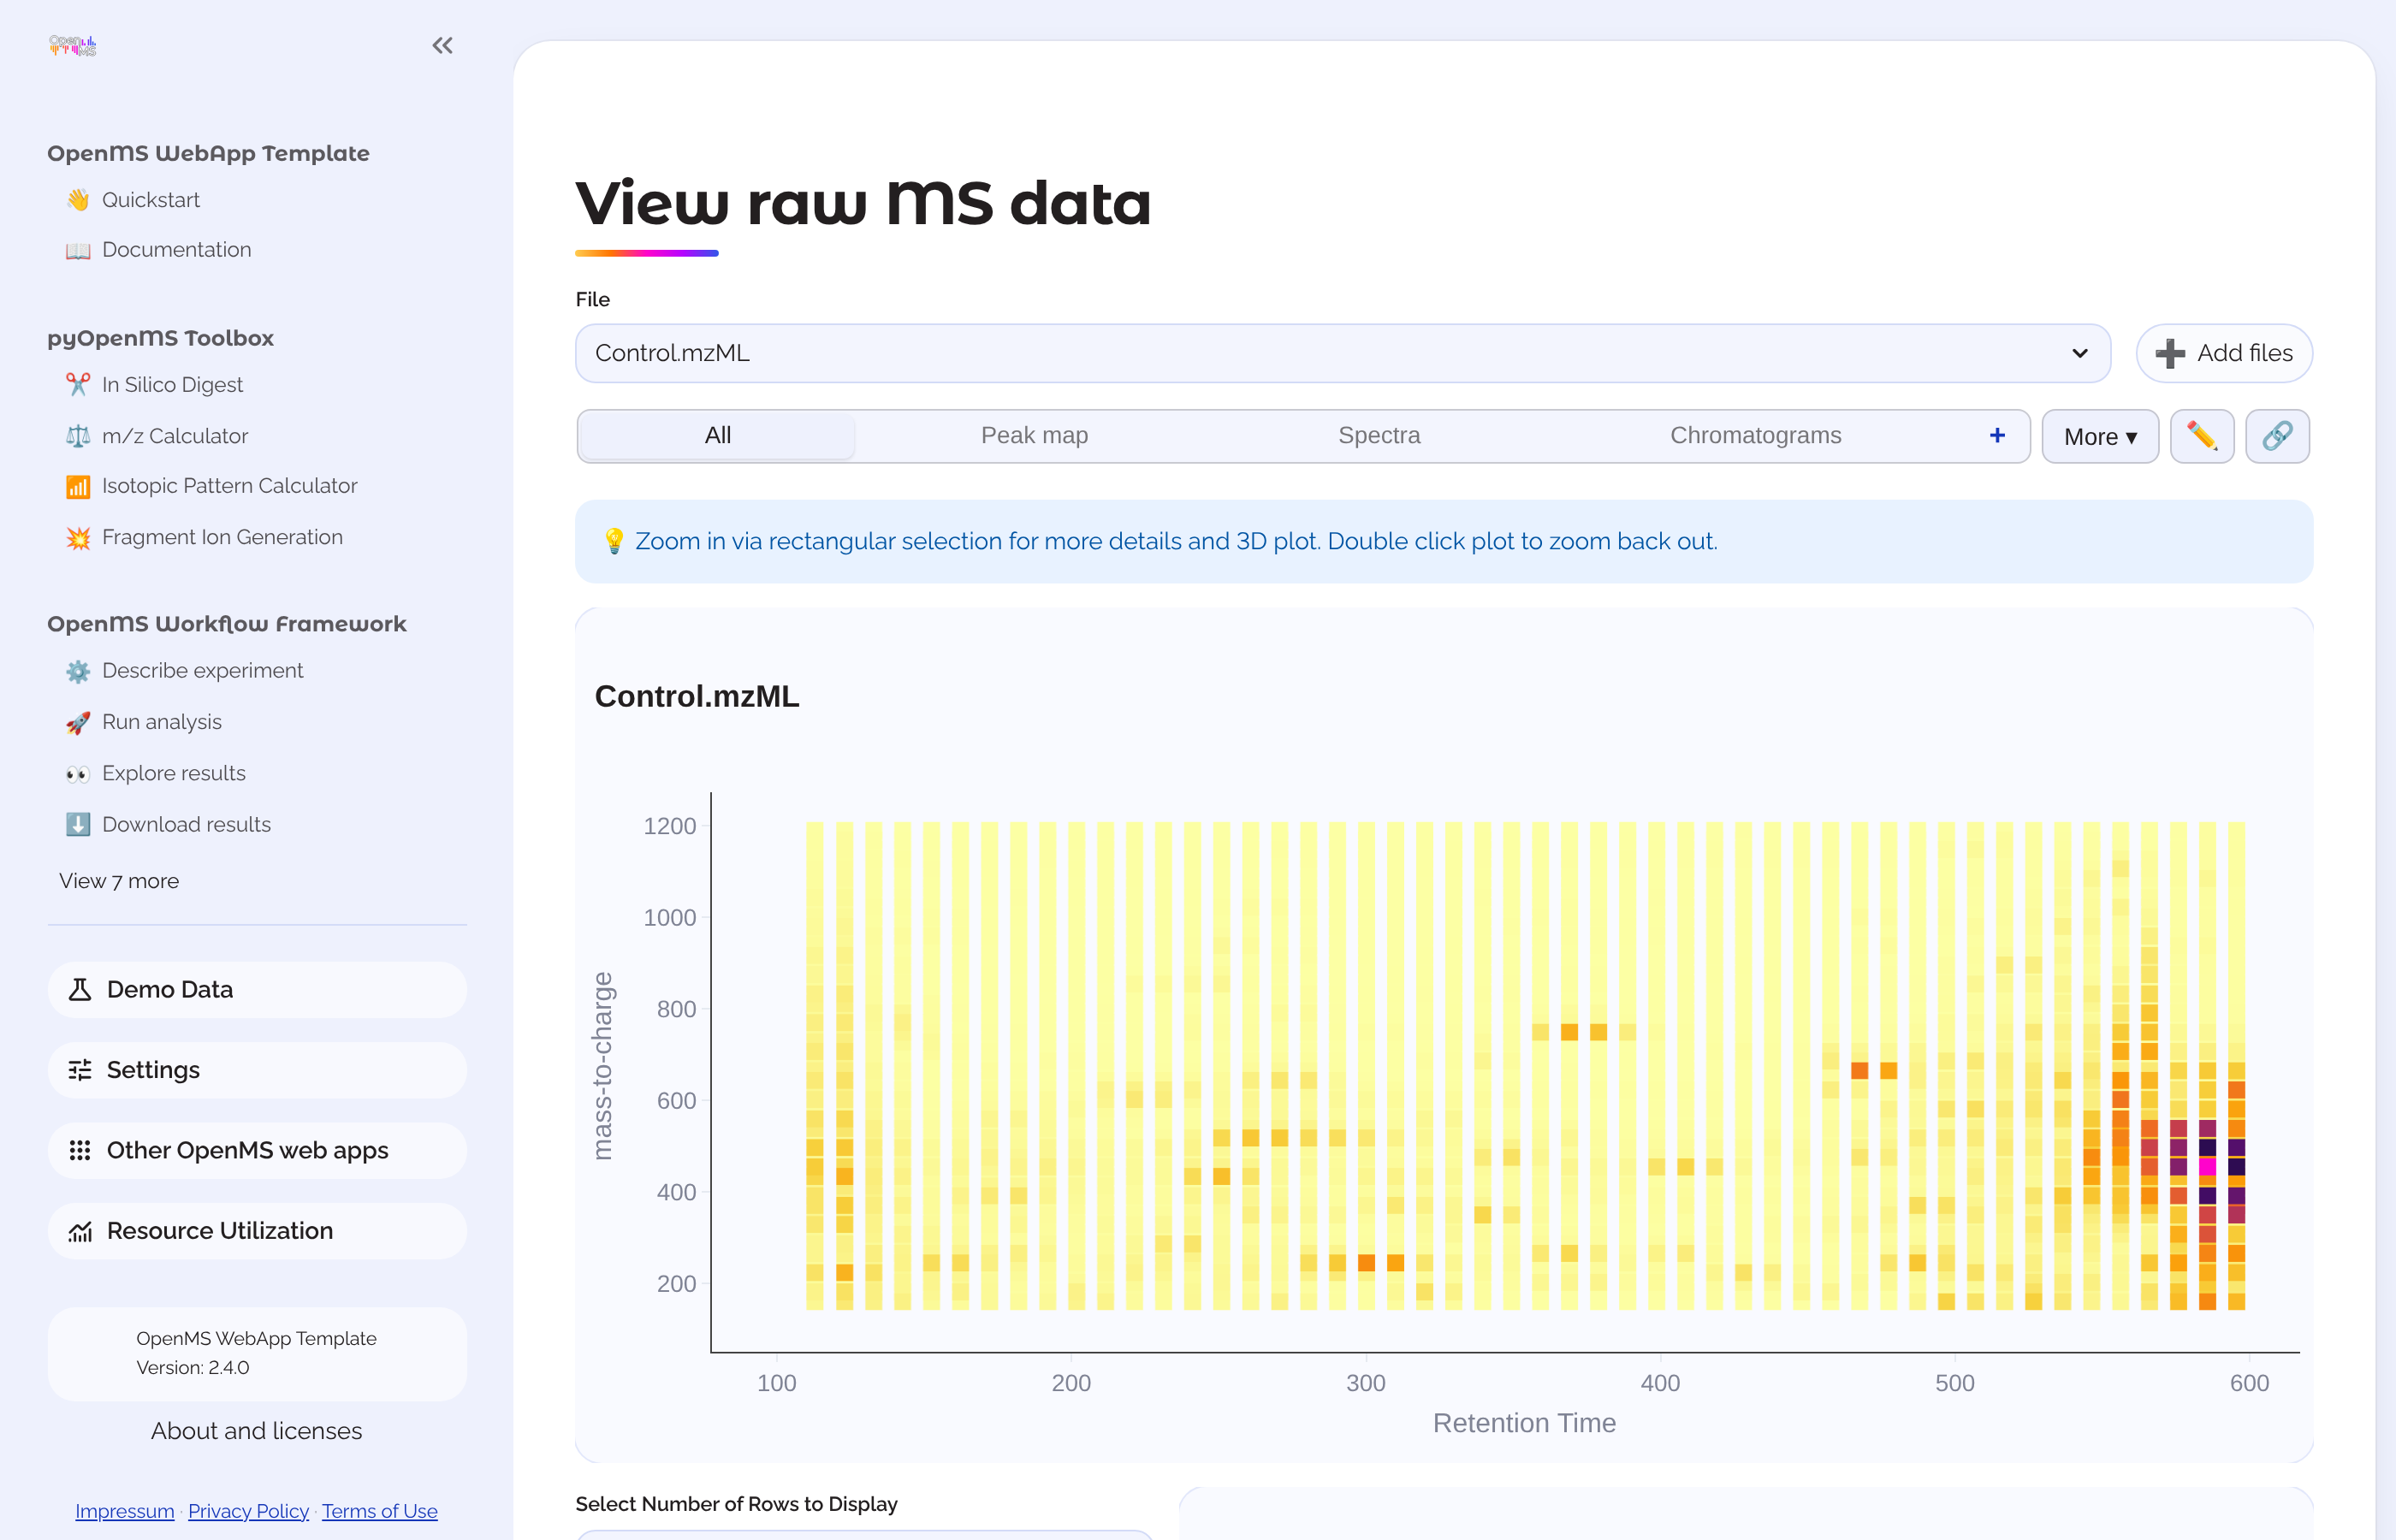 OpenMS
OpenMS WebApp Template
Quickstart
Documentation
pyOpenMS Toolbox
In Silico Digest
m/z Calculator
Isotopic Pattern Calculator
Fragment Ion Generation
OpenMS Workflow Framework
Describe experiment
Run analysis
Explore results
Download results
View 7 more
Demo Data
Settings
Other OpenMS web apps
Resource Utilization
OpenMS WebApp Template
Version: 2.4.0
About and licenses
Impressum · Privacy Policy · Terms of Use
View raw MS data
File
Control.mzML
Add files
All
Peak map
Spectra
Chromatograms
+
More ▾
Zoom in via rectangular selection for more details and 3D plot. Double click plot to zoom back out.
Control.mzML
1200
1000
800
600
400
200
mass-to-charge
100
200
300
400
500
600
Retention Time
Select Number of Rows to Display